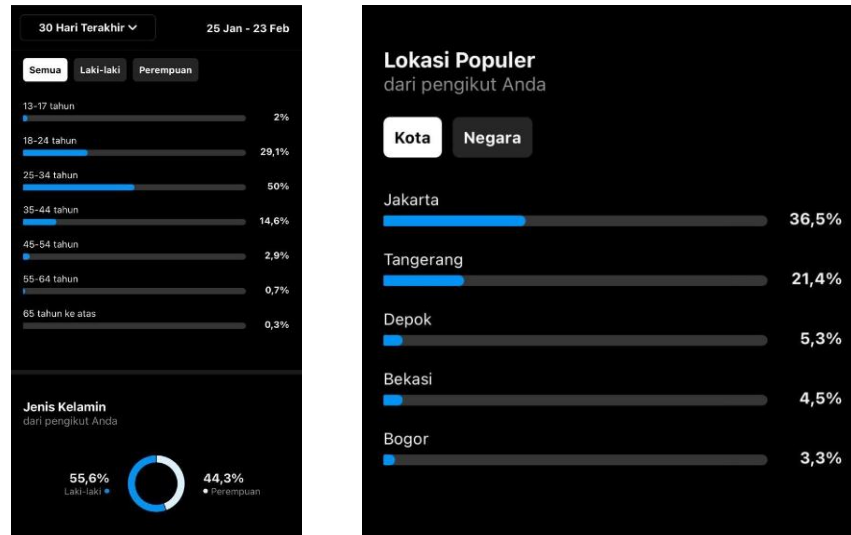 30 Hari Terakhir
25 Jan - 23 Feb
Semua
Laki-laki
Perempuan
13-17 tahun
2%
18-24 tahun
29,1%
25-34 tahun
50%
35-44 tahun
14,6%
45-54 tahun
2,9%
55-64 tahun
0,7%
65 tahun ke atas
0,3%
Jenis Kelamin
dari pengikut Anda
55,6%
Laki-laki
44,3%
Perempuan
Lokasi Populer
dari pengikut Anda
Kota
Negara
Jakarta
36,5%
Tangerang
21,4%
Depok
5,3%
Bekasi
4,5%
Bogor
3,3%